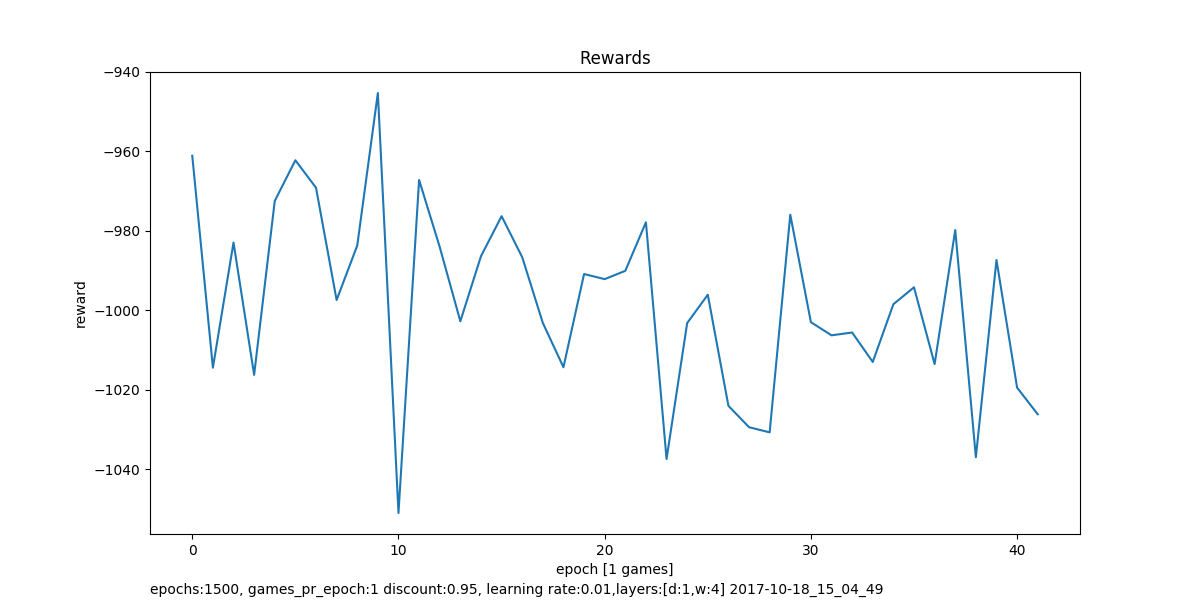 Rewards
−940
−960
−980
−1000
−1020
−1040
reward
0 10 20 30 40
epoch [1 games]
epochs:1500, games_pr_epoch:1 discount:0.95, learning rate:0.01,layers:[d:1,w:4] 2017-10-18_15_04_49